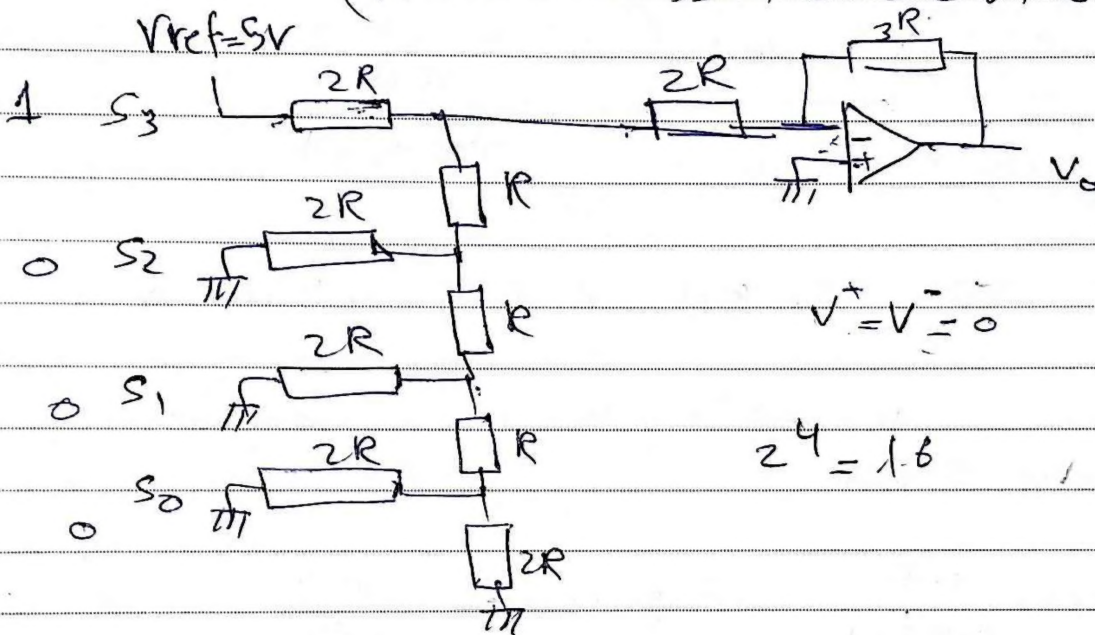 Vref=5V
3R
1 S3 2R 2R
R
V0
2R
0 S2
R
V+ = V- = 0
2R
0 S1
R
2^4 = 16
2R
S0
0
2R